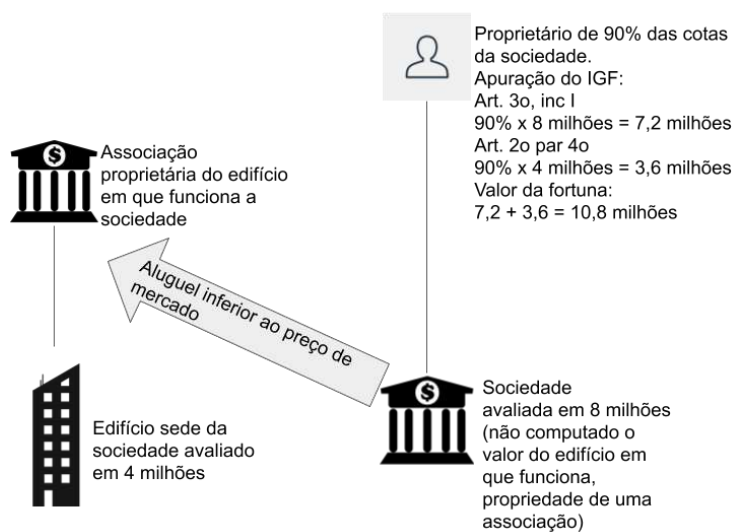 Proprietário de 90% das cotas
da sociedade.
Apuração do IGF:
Art. 3o, inc I
90% x 8 milhões = 7,2 milhões
Art. 2o par 4o
90% x 4 milhões = 3,6 milhões
Valor da fortuna:
7,2 + 3,6 = 10,8 milhões
$
Associação
proprietária do edifício
em que funciona a
sociedade
Aluguel inferior ao preço de
mercado
Edifício sede da
sociedade avaliado
em 4 milhões
$
Sociedade
avaliada em 8 milhões
(não computado o
valor do edifício em
que funciona,
propriedade de uma
associação)